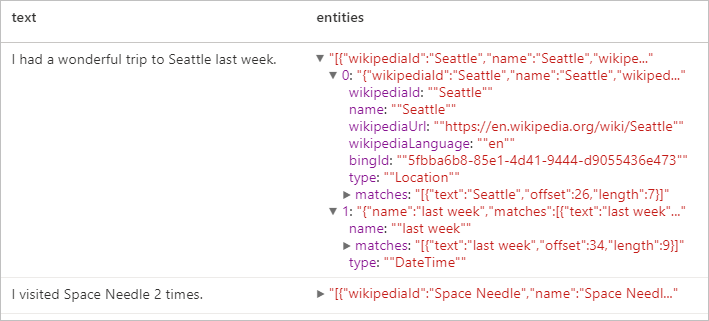 text entities
I had a wonderful trip to Seattle last week. ▼ "[{"wikipediaId":"Seattle","name":"Seattle","wikipe..."
▼ 0: "{"wikipediaId":"Seattle","name":"Seattle","wikiped..."
wikipediaId: ""Seattle""
name: ""Seattle""
wikipediaUrl: ""https://en.wikipedia.org/wiki/Seattle""
wikipediaLanguage: ""en""
bingId: ""5fbba6b8-85e1-4d41-9444-d9055436e473""
type: ""Location""
▶ matches: "[{"text":"Seattle","offset":26,"length":7}]"
▼ 1: "{"name":"last week","matches":[{"text":"last week"..."
name: ""last week""
▶ matches: "[{"text":"last week","offset":34,"length":9}]"
type: ""DateTime""
I visited Space Needle 2 times. ▶ "[{"wikipediaId":"Space Needle","name":"Space Needl..."